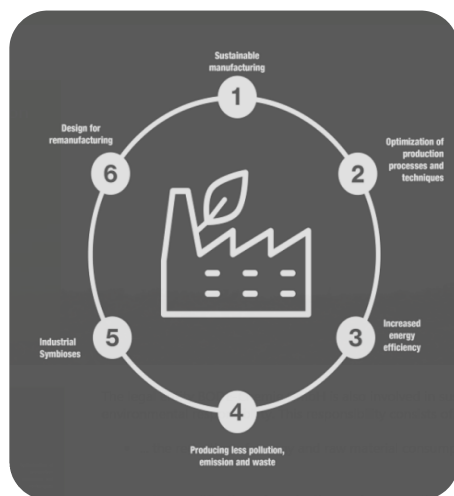 Sustainable
manufacturing
1
Optimization of
production
processes and
techniques
2
Increased
energy
efficiency
3
Producing less pollution,
emission and waste
4
Industrial
Symbioses
5
Design for
remanufacturing
6